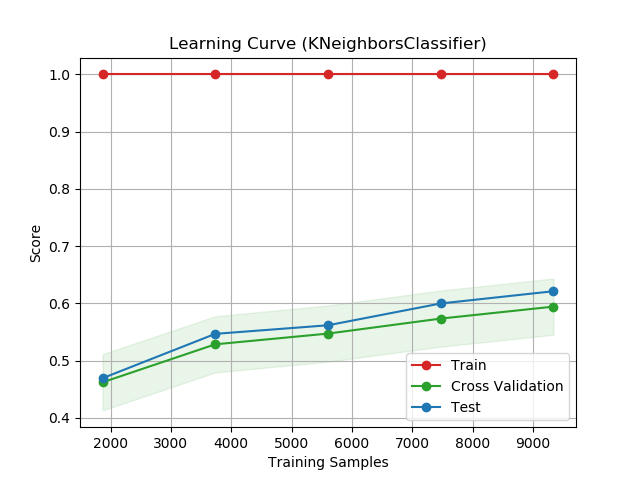 Learning Curve (KNeighborsClassifier)
1.0
0.9
0.8
0.7
0.6
0.5
0.4
Score
Train
Cross Validation
Test
2000 3000 4000 5000 6000 7000 8000 9000
Training Samples